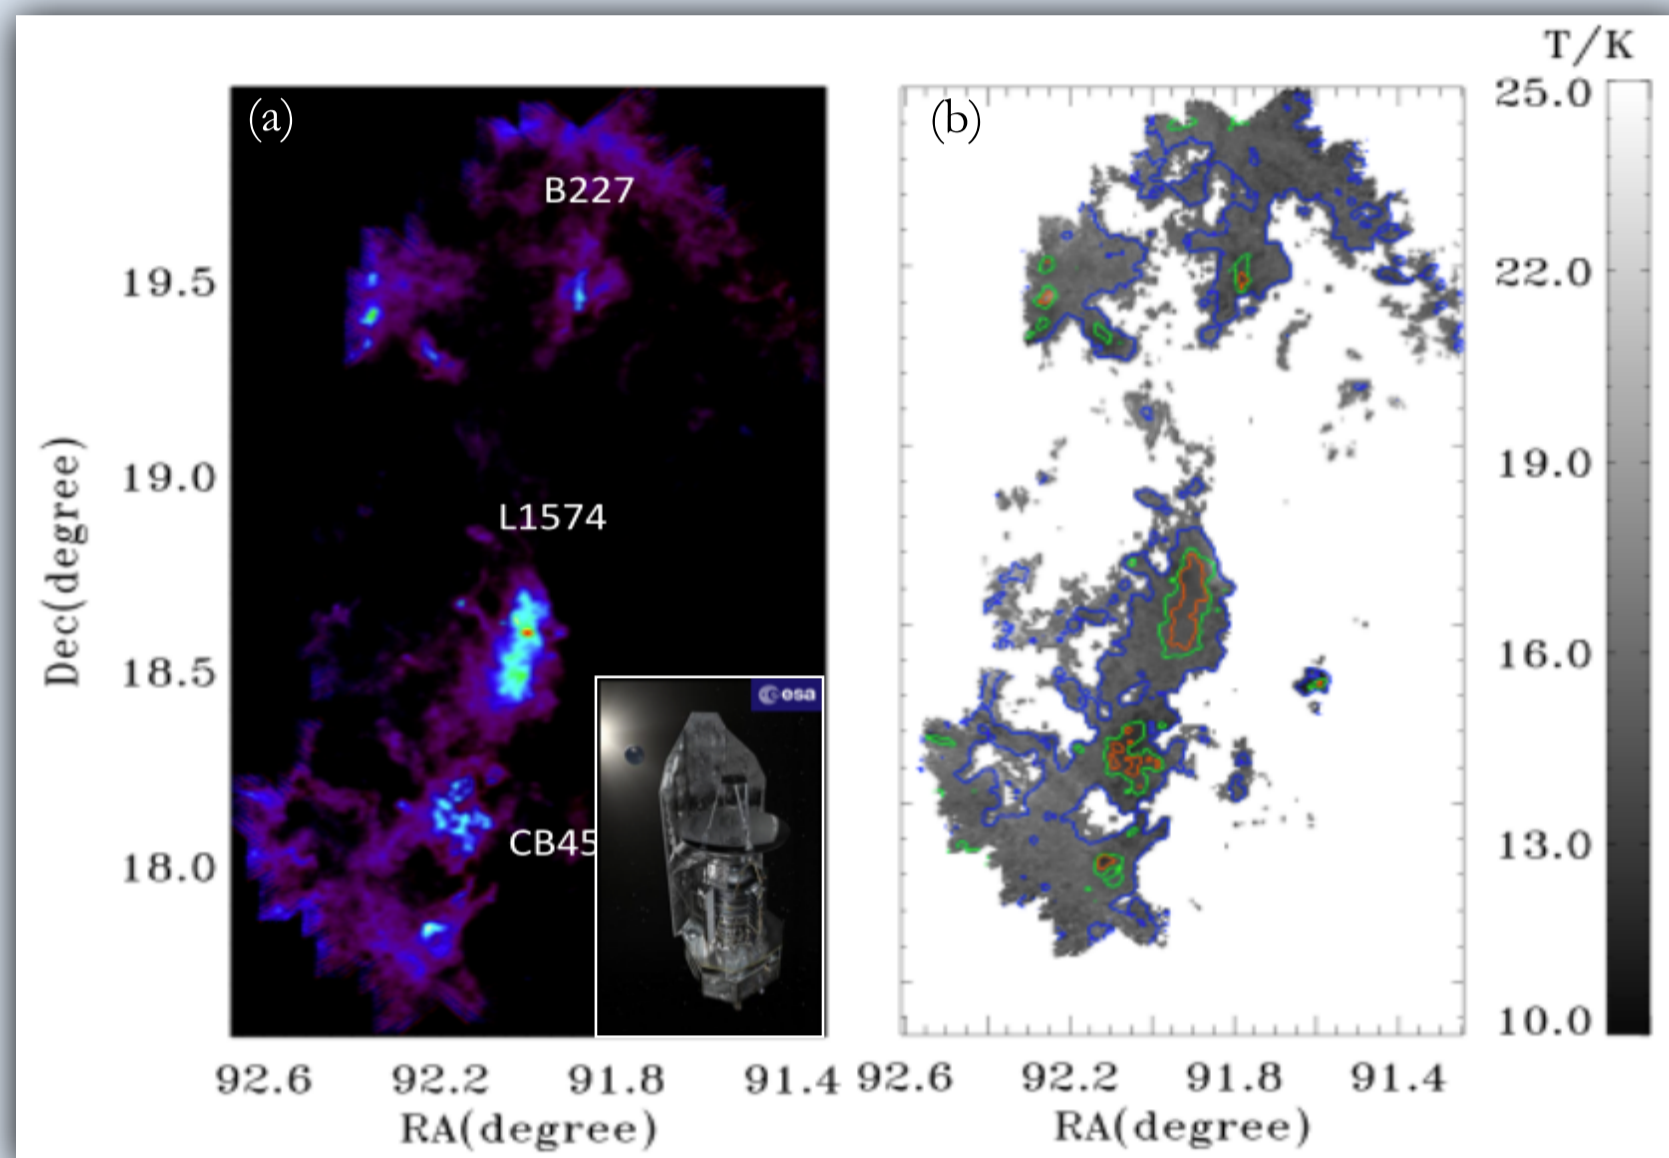 (a)
B227
L1574
CB45
esa
Dec(degree)
19.5
19.0
18.5
18.0
92.6 92.2 91.8 91.4
RA(degree)
(b)
92.6 92.2 91.8 91.4
RA(degree)
T/K
25.0
22.0
19.0
16.0
13.0
10.0